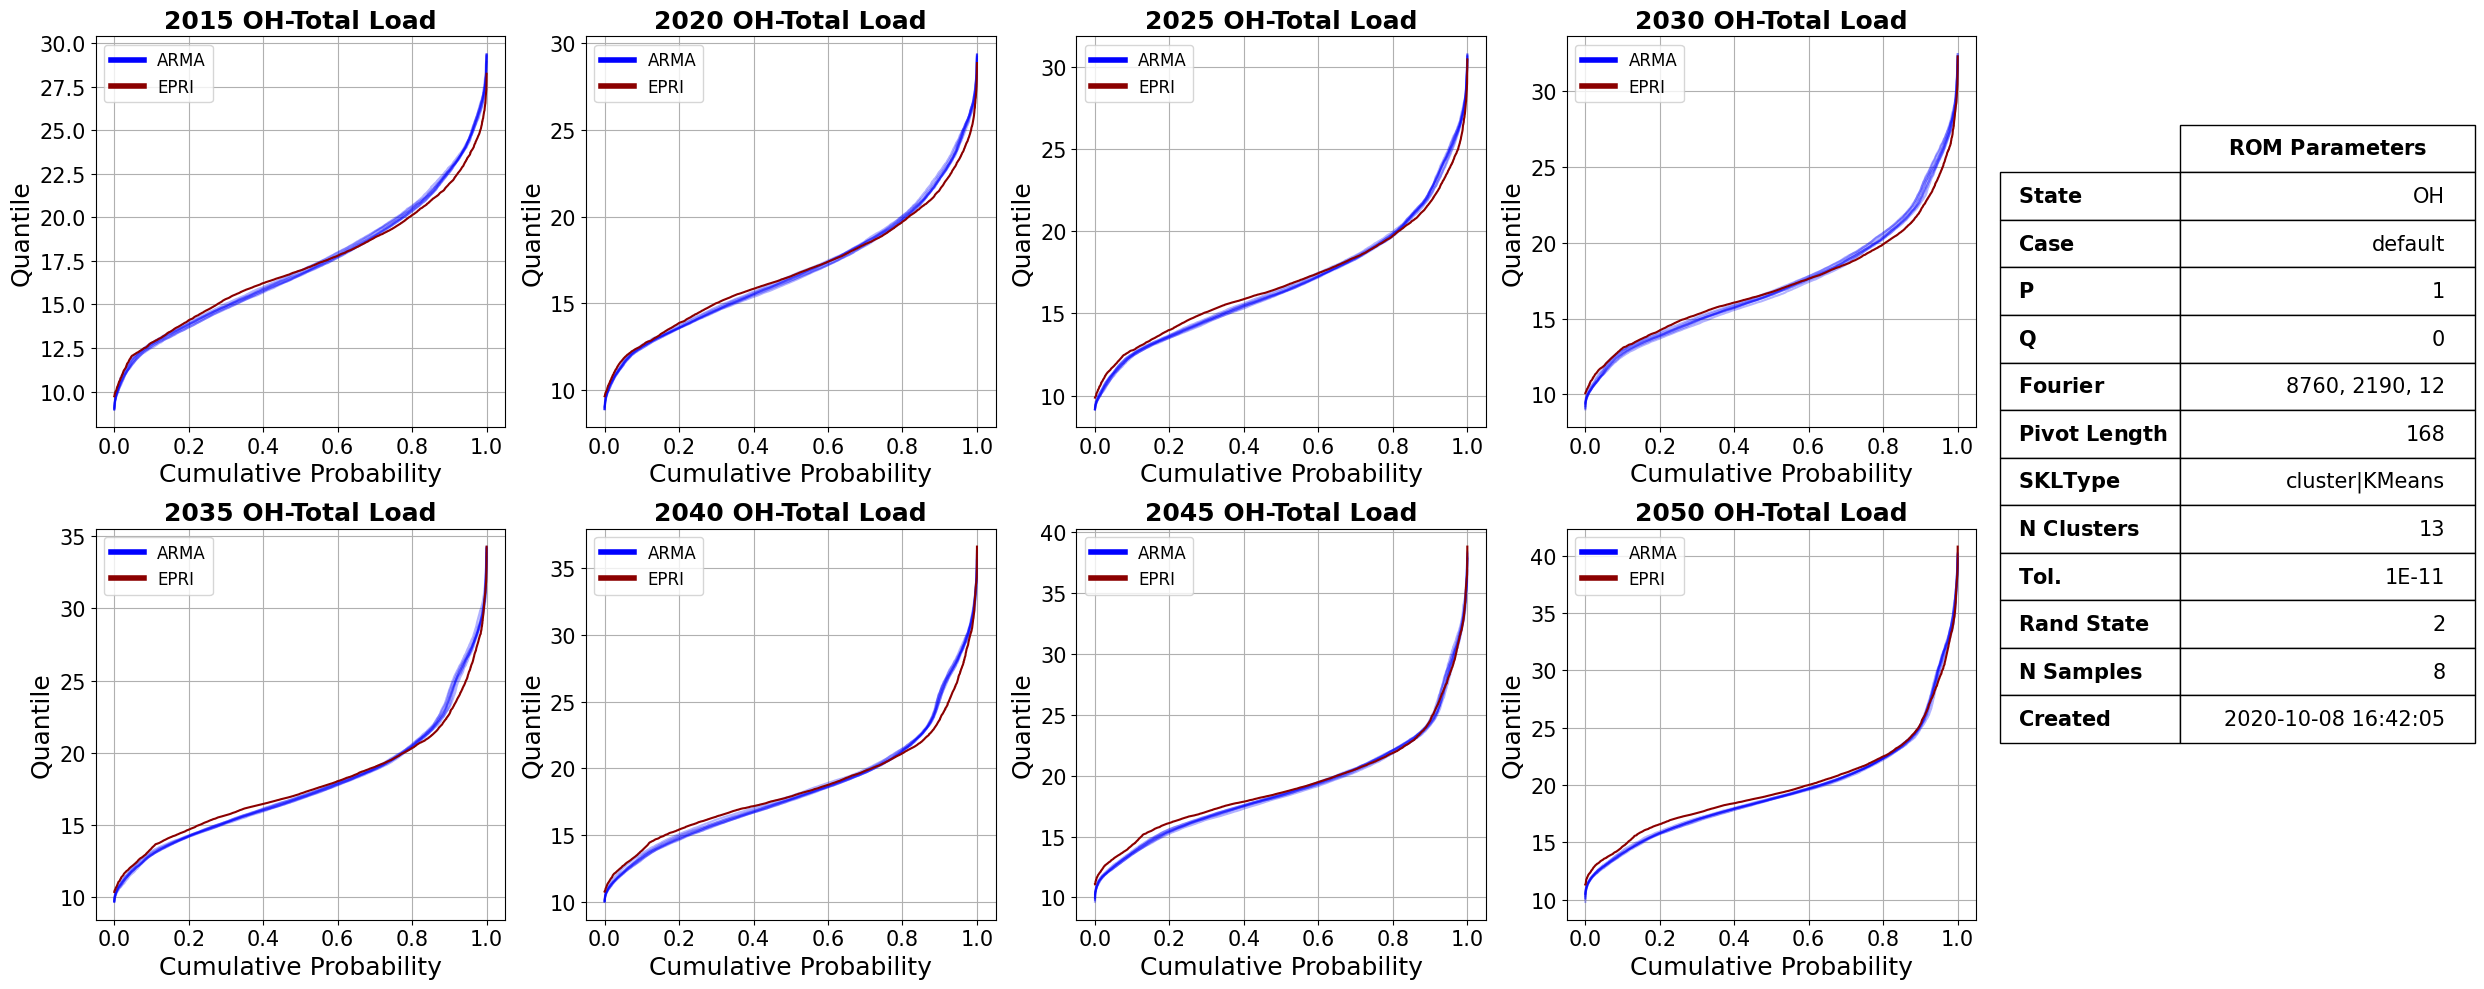 2015 OH-Total Load
30.0
27.5
25.0
22.5
20.0
17.5
15.0
12.5
10.0
Quantile
ARMA
EPRI
0.0 0.2 0.4 0.6 0.8 1.0
Cumulative Probability
2020 OH-Total Load
30
25
20
15
10
Quantile
ARMA
EPRI
0.0 0.2 0.4 0.6 0.8 1.0
Cumulative Probability
2025 OH-Total Load
30
25
20
15
10
Quantile
ARMA
EPRI
0.0 0.2 0.4 0.6 0.8 1.0
Cumulative Probability
2030 OH-Total Load
30
25
20
15
10
Quantile
ARMA
EPRI
0.0 0.2 0.4 0.6 0.8 1.0
Cumulative Probability
2035 OH-Total Load
35
30
25
20
15
10
Quantile
ARMA
EPRI
0.0 0.2 0.4 0.6 0.8 1.0
Cumulative Probability
2040 OH-Total Load
35
30
25
20
15
10
Quantile
ARMA
EPRI
0.0 0.2 0.4 0.6 0.8 1.0
Cumulative Probability
2045 OH-Total Load
40
35
30
25
20
15
10
Quantile
ARMA
EPRI
0.0 0.2 0.4 0.6 0.8 1.0
Cumulative Probability
2050 OH-Total Load
40
35
30
25
20
15
10
Quantile
ARMA
EPRI
0.0 0.2 0.4 0.6 0.8 1.0
Cumulative Probability
ROM Parameters
State OH
Case default
P 1
Q 0
Fourier 8760, 2190, 12
Pivot Length 168
SKLType cluster|KMeans
N Clusters 13
Tol. 1E-11
Rand State 2
N Samples 8
Created 2020-10-08 16:42:05